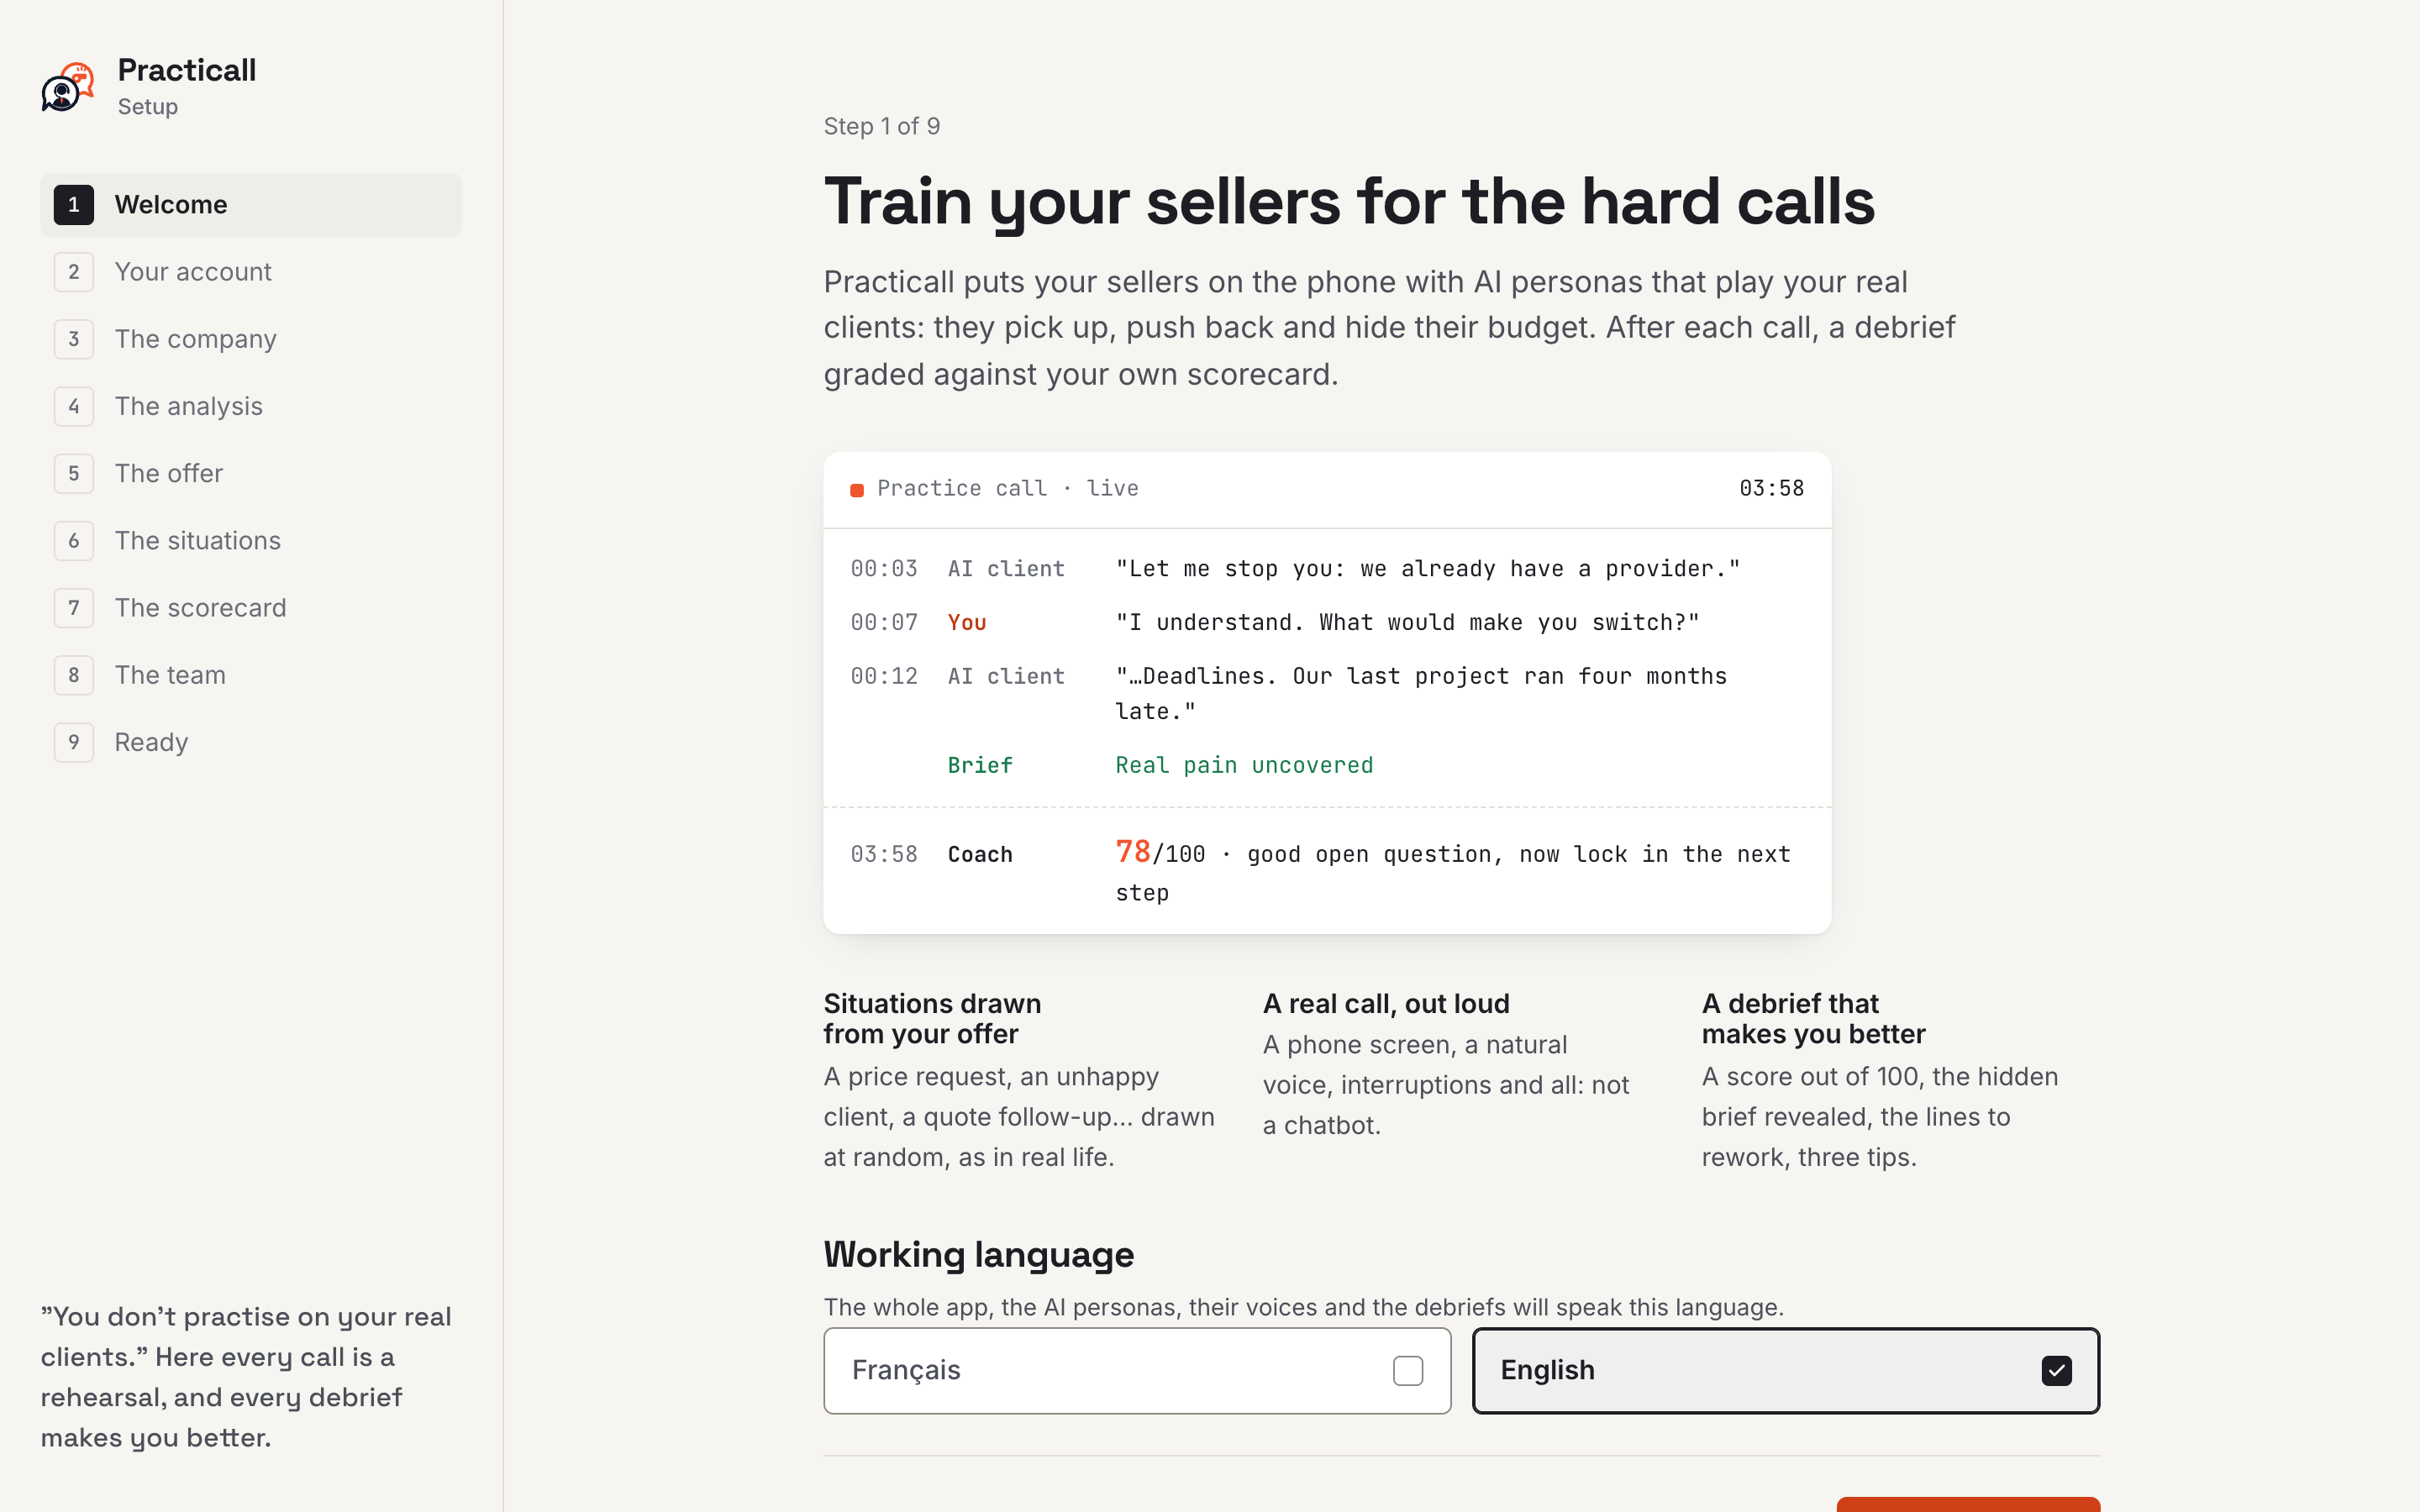 Practicall
Setup
1 Welcome
2 Your account
3 The company
4 The analysis
5 The offer
6 The situations
7 The scorecard
8 The team
9 Ready
”You don’t practise on your real
clients.” Here every call is a
rehearsal, and every debrief
makes you better.
Step 1 of 9
Train your sellers for the hard calls
Practicall puts your sellers on the phone with AI personas that play your real
clients: they pick up, push back and hide their budget. After each call, a debrief
graded against your own scorecard.
Practice call · live 03:58
00:03 AI client "Let me stop you: we already have a provider."
00:07 You "I understand. What would make you switch?"
00:12 AI client "…Deadlines. Our last project ran four months
late."
Brief Real pain uncovered
03:58 Coach 78/100 · good open question, now lock in the next
step
Situations drawn
from your offer
A price request, an unhappy
client, a quote follow-up… drawn
at random, as in real life.
A real call, out loud
A phone screen, a natural
voice, interruptions and all: not
a chatbot.
A debrief that
makes you better
A score out of 100, the hidden
brief revealed, the lines to
rework, three tips.
Working language
The whole app, the AI personas, their voices and the debriefs will speak this language.
Français
English